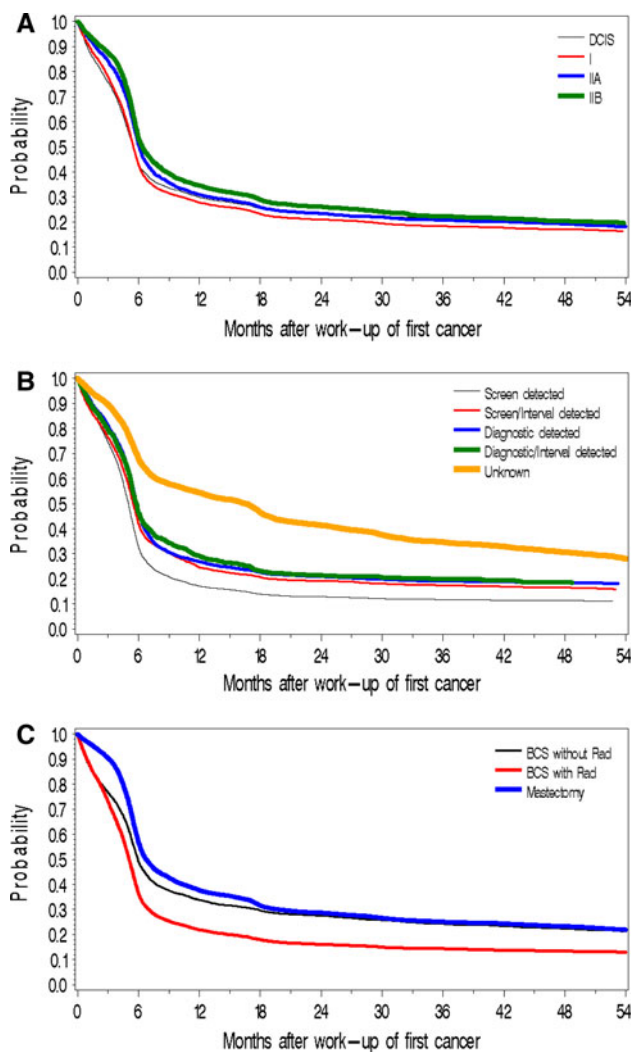 A
Probability
1.0
0.9
0.8
0.7
0.6
0.5
0.4
0.3
0.2
0.1
0.0
DCIS
I
IIA
IIB
0 6 12 18 24 30 36 42 48 54
Months after work-up of first cancer
B
Probability
1.0
0.9
0.8
0.7
0.6
0.5
0.4
0.3
0.2
0.1
0.0
Screen detected
Screen/Interval detected
Diagnostic detected
Diagnostic/Interval detected
Unknown
0 6 12 18 24 30 36 42 48 54
Months after work-up of first cancer
C
Probability
1.0
0.9
0.8
0.7
0.6
0.5
0.4
0.3
0.2
0.1
0.0
BCS without Rad
BCS with Rad
Mastectomy
0 6 12 18 24 30 36 42 48 54
Months after work-up of first cancer